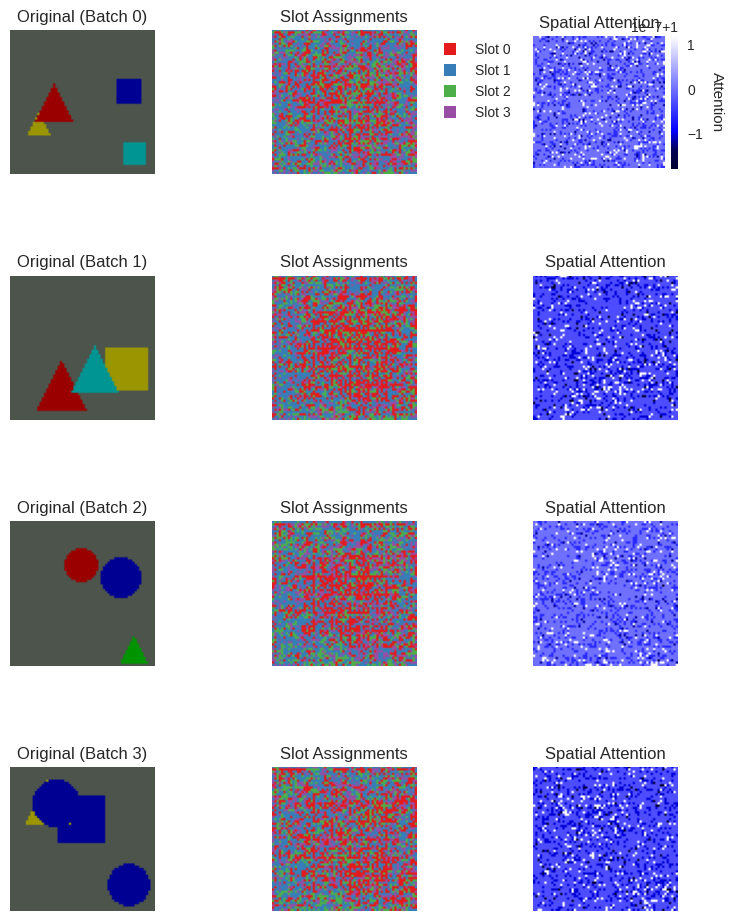 Original (Batch 0)
Slot Assignments
Slot 0
Slot 1
Slot 2
Slot 3
Spatial Attention
1e−7+1
1
0
−1
Attention
Original (Batch 1)
Slot Assignments
Spatial Attention
Original (Batch 2)
Slot Assignments
Spatial Attention
Original (Batch 3)
Slot Assignments
Spatial Attention